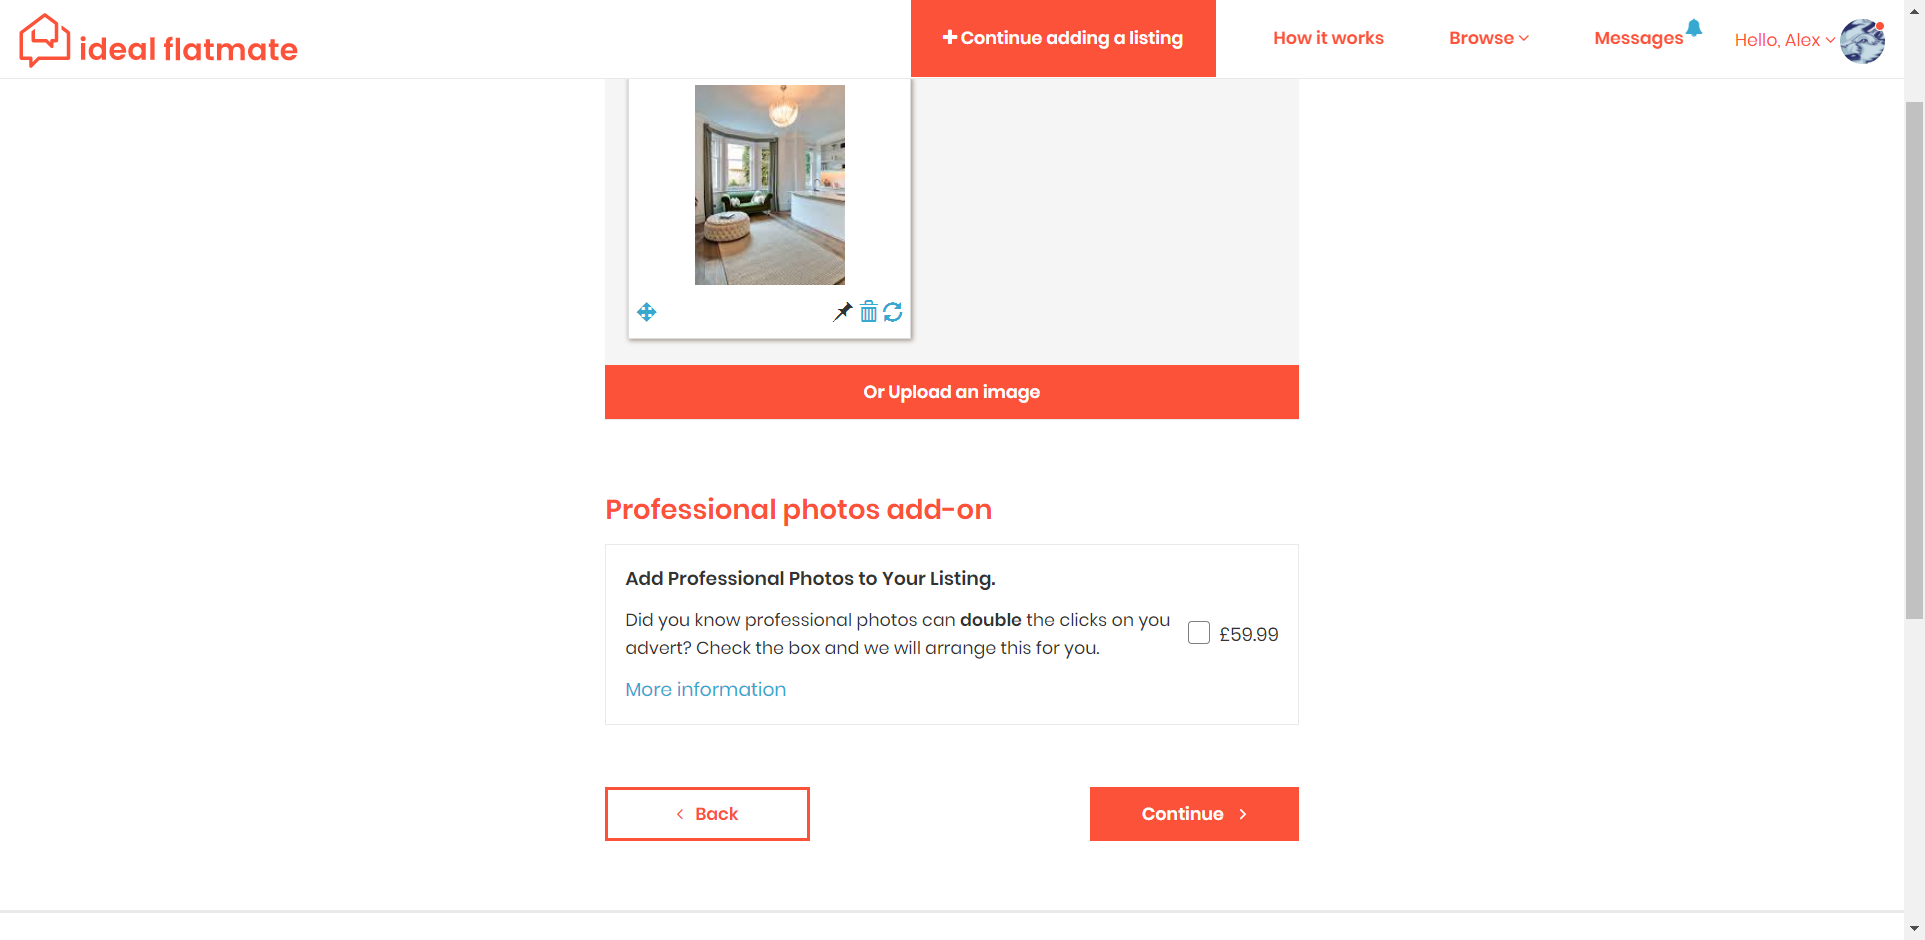 ideal flatmate
Continue adding a listing
How it works
Browse
Messages
Hello, Alex
Or Upload an image
Professional photos add-on
Add Professional Photos to Your Listing.
Did you know professional photos can double the clicks on you
advert? Check the box and we will arrange this for you.
£59.99
More information
Back
Continue